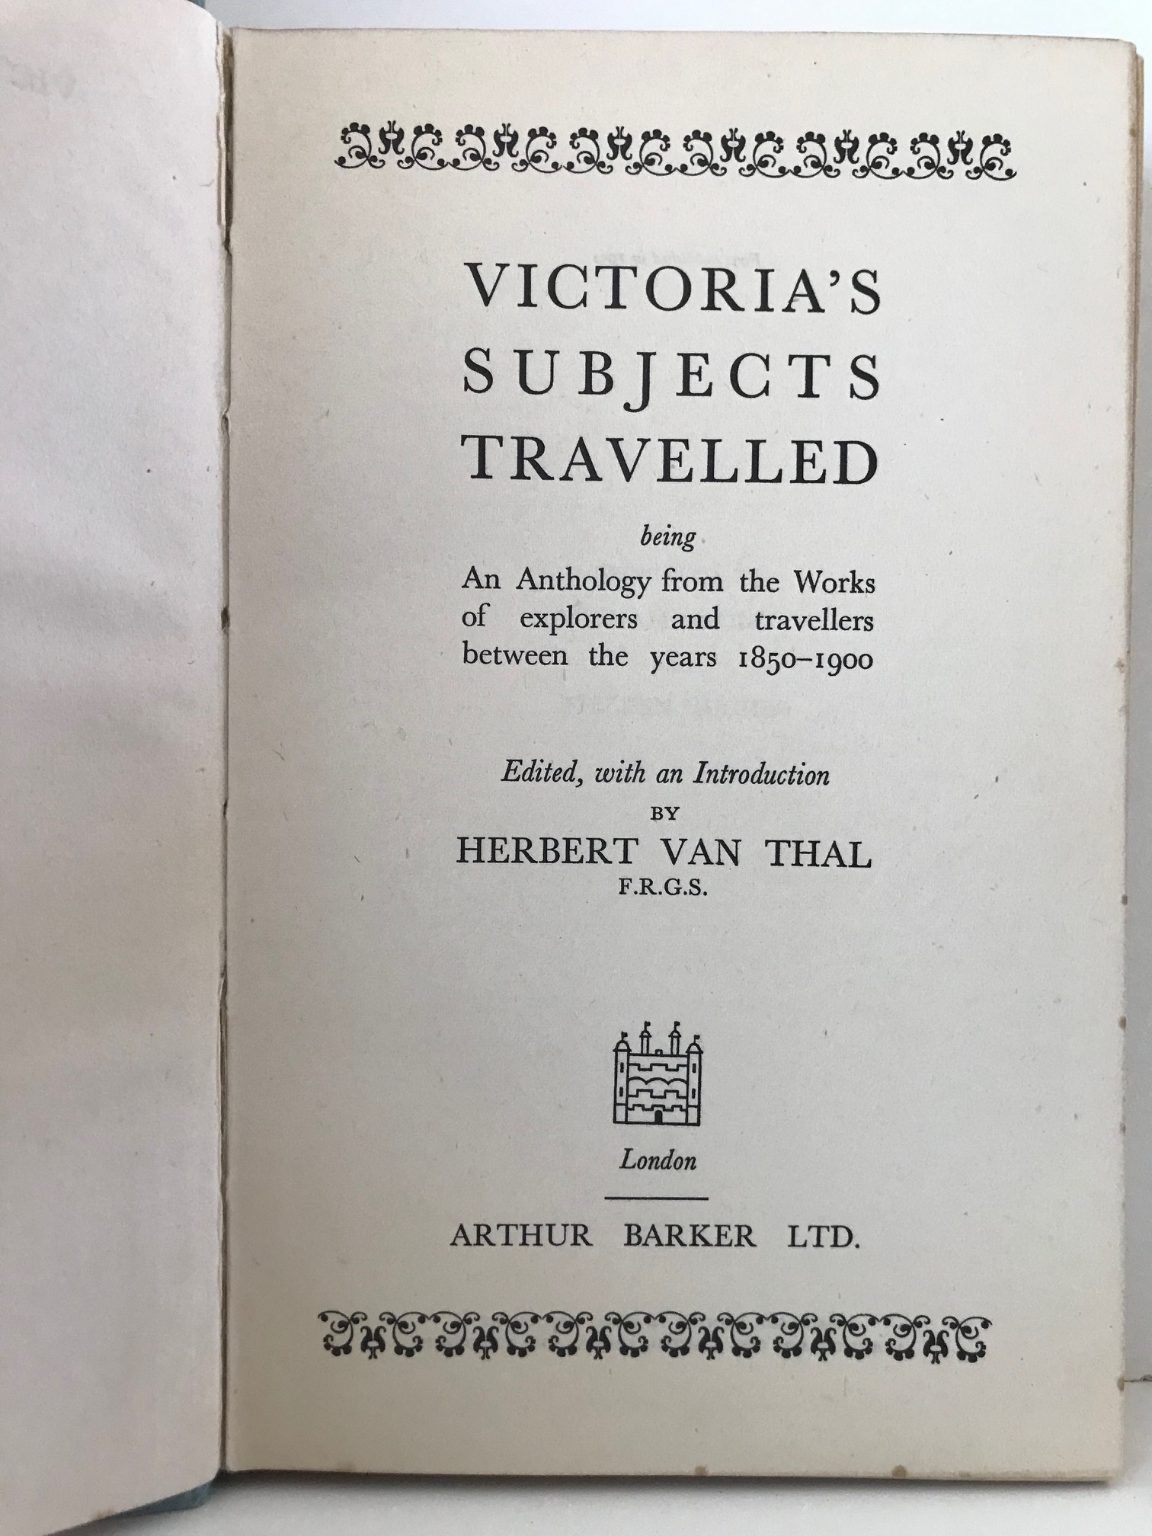 VICTORIA'S
SUBJECTS
TRAVELLED
being
An Anthology from the Works
of explorers and travellers
between the years 1850–1900
Edited, with an Introduction
BY
HERBERT VAN THAL
F.R.G.S.
London
ARTHUR BARKER LTD.